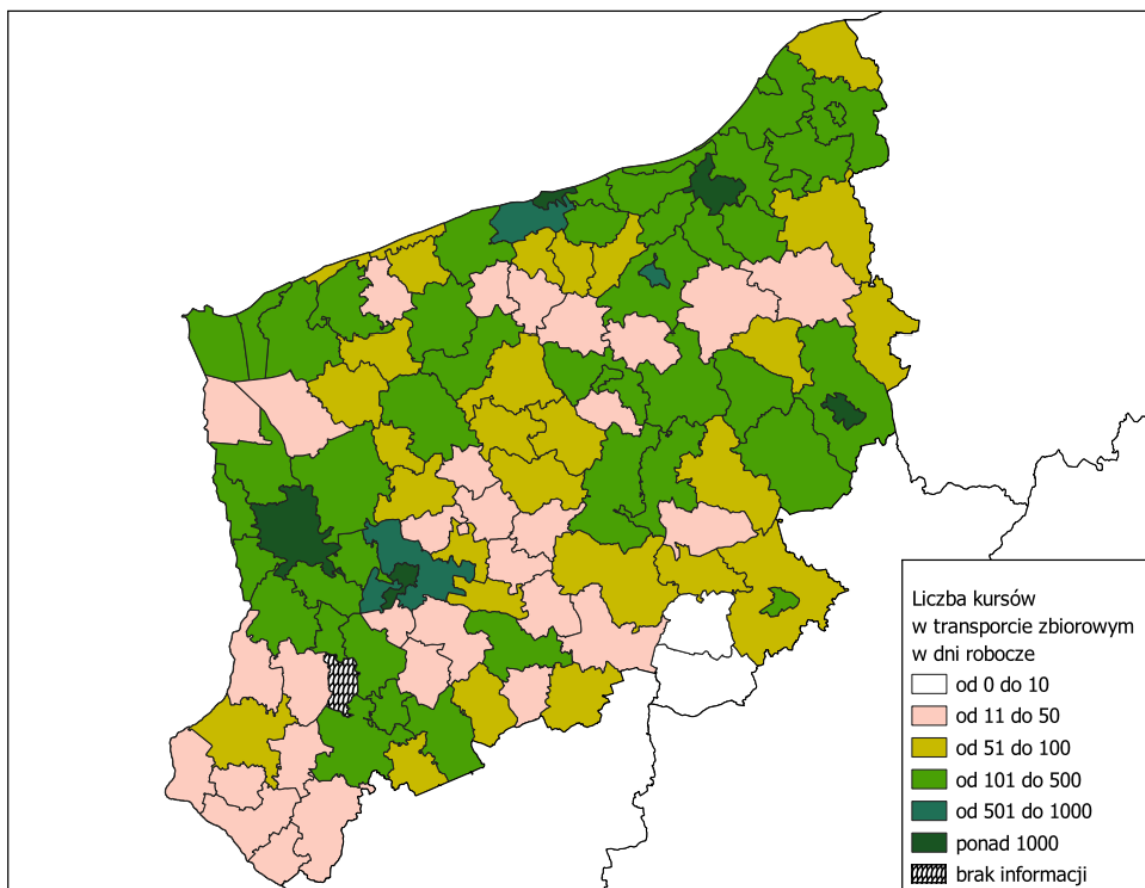 Liczba kursów
w transporcie zbiorowym
w dni robocze
od 0 do 10
od 11 do 50
od 51 do 100
od 101 do 500
od 501 do 1000
ponad 1000
brak informacji